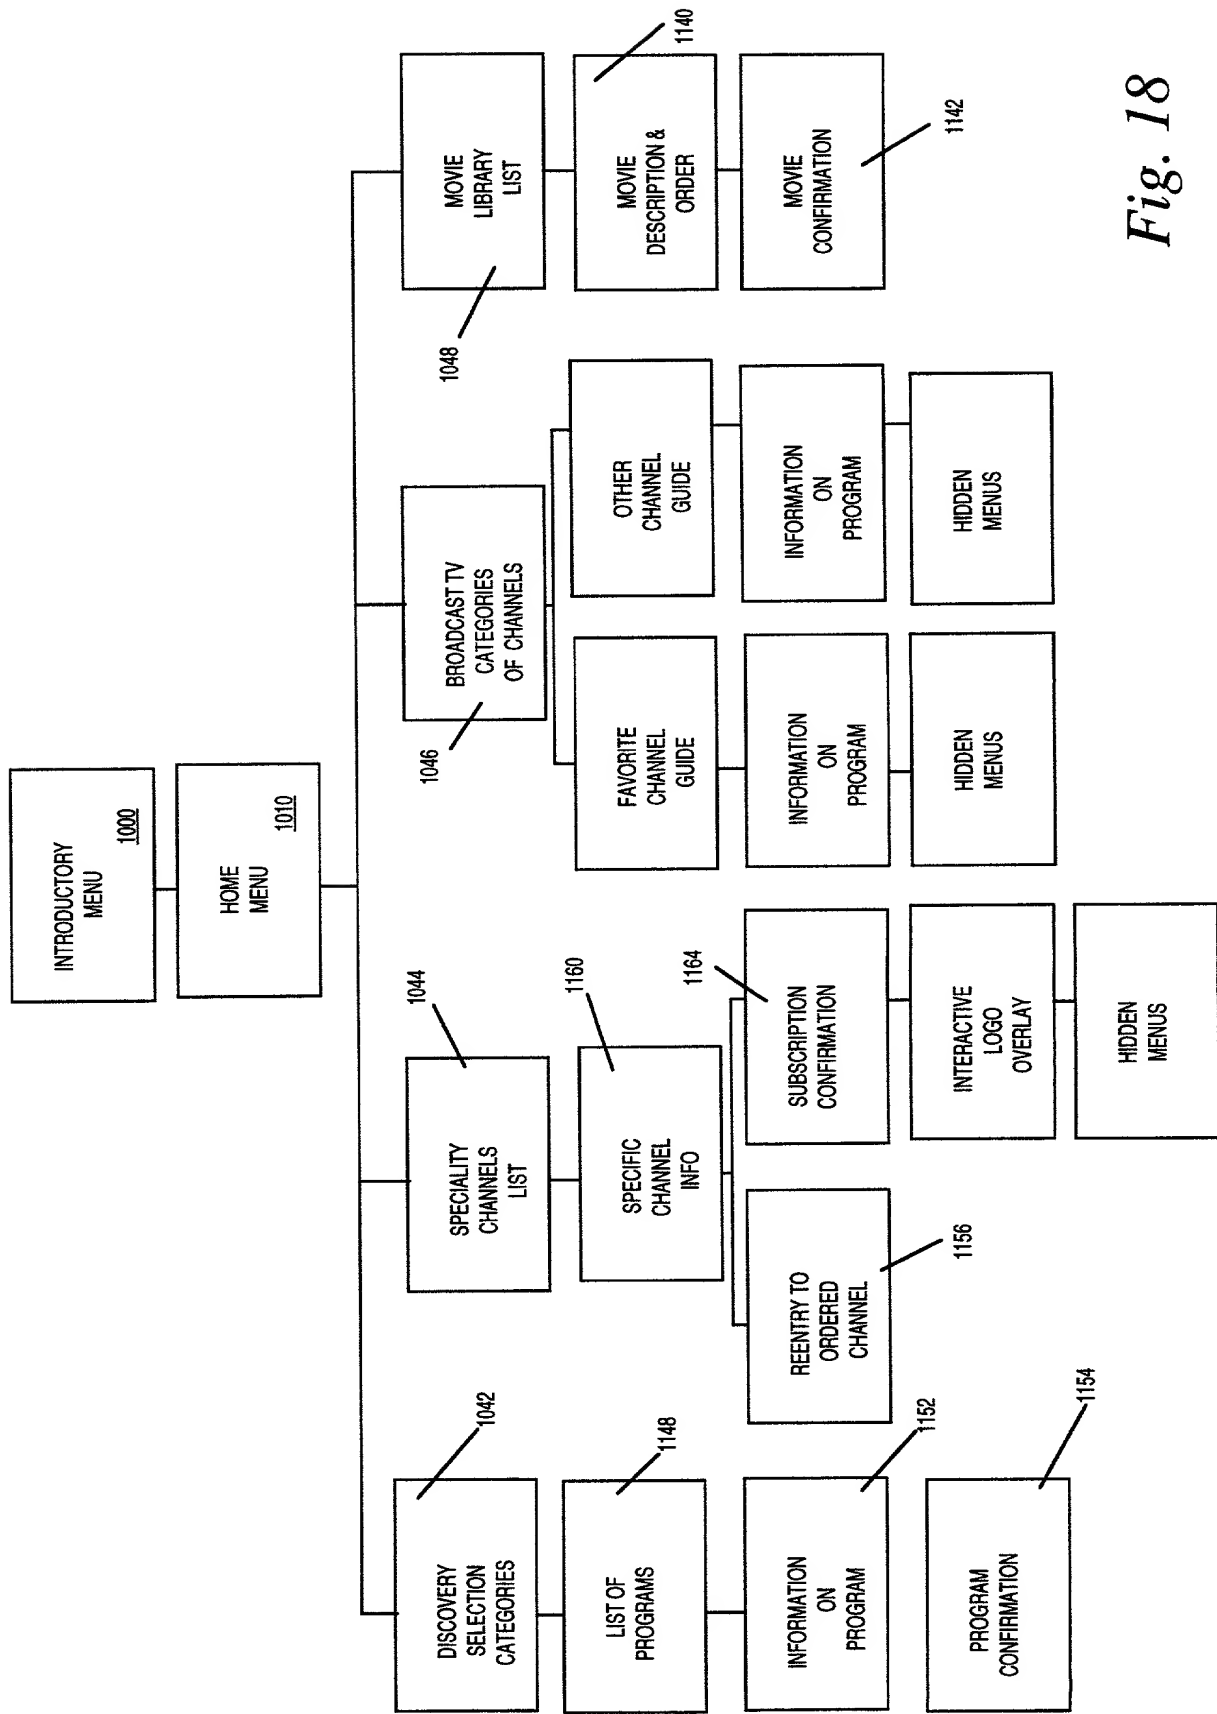 INTRODUCTORY
MENU
1000
HOME
MENU
1010
DISCOVERY
SELECTION
CATEGORIES
1042
LIST OF
PROGRAMS
1148
INFORMATION
ON
PROGRAM
1152
PROGRAM
CONFIRMATION
1154
SPECIALITY
CHANNELS
LIST
1044
SPECIFIC
CHANNEL
INFO
1160
REENTRY TO
ORDERED
CHANNEL
1156
SUBSCRIPTION
CONFIRMATION
1164
INTERACTIVE
LOGO
OVERLAY
HIDDEN
MENUS
BROADCAST TV
CATEGORIES
OF CHANNELS
1046
FAVORITE
CHANNEL
GUIDE
INFORMATION
ON
PROGRAM
HIDDEN
MENUS
OTHER
CHANNEL
GUIDE
INFORMATION
ON
PROGRAM
HIDDEN
MENUS
MOVIE
LIBRARY
LIST
1048
MOVIE
DESCRIPTION &
ORDER
1140
MOVIE
CONFIRMATION
1142
Fig. 18